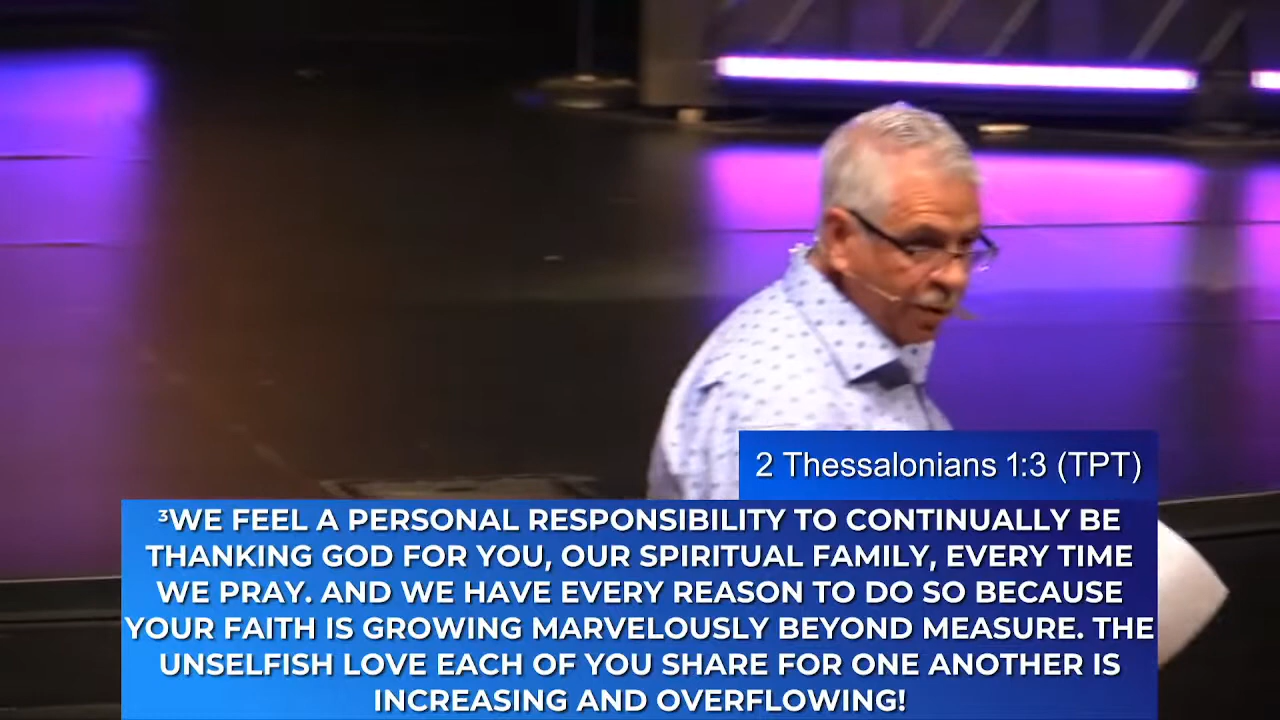 2 Thessalonians 1:3 (TPT)
³WE FEEL A PERSONAL RESPONSIBILITY TO CONTINUALLY BE
THANKING GOD FOR YOU, OUR SPIRITUAL FAMILY, EVERY TIME
WE PRAY. AND WE HAVE EVERY REASON TO DO SO BECAUSE
YOUR FAITH IS GROWING MARVELOUSLY BEYOND MEASURE. THE
UNSELFISH LOVE EACH OF YOU SHARE FOR ONE ANOTHER IS
INCREASING AND OVERFLOWING!